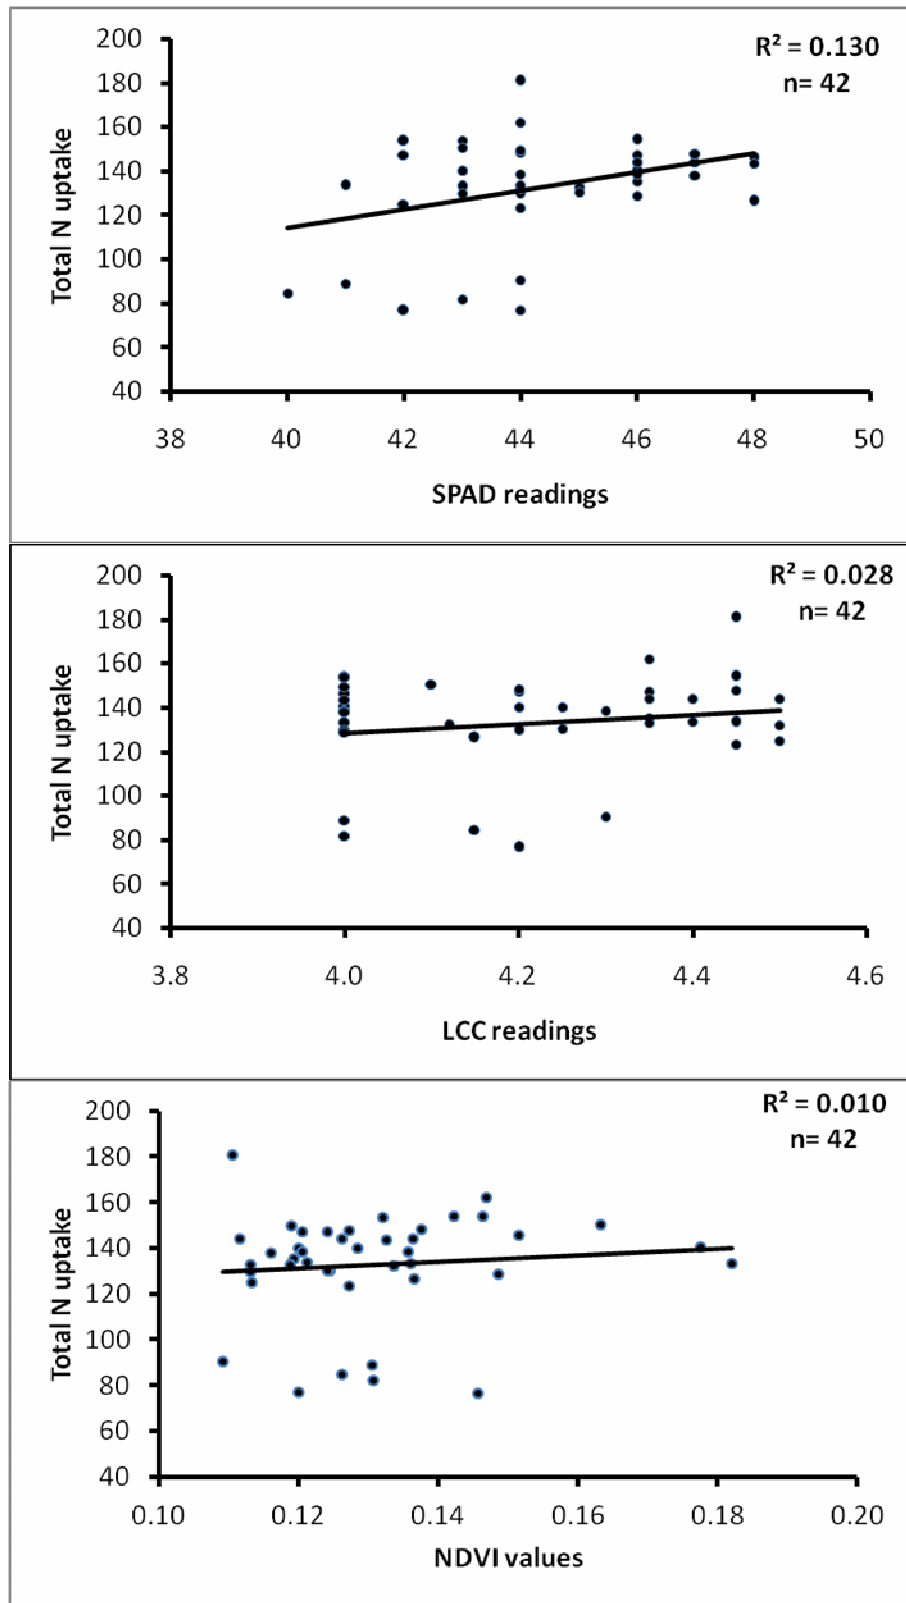 R² = 0.130
n= 42
200
180
160
140
120
100
80
60
40
Total N uptake
38 40 42 44 46 48 50
SPAD readings
R² = 0.028
n= 42
200
180
160
140
120
100
80
60
40
Total N uptake
3.8 4.0 4.2 4.4 4.6
LCC readings
R² = 0.010
n= 42
200
180
160
140
120
100
80
60
40
Total N uptake
0.10 0.12 0.14 0.16 0.18 0.20
NDVI values